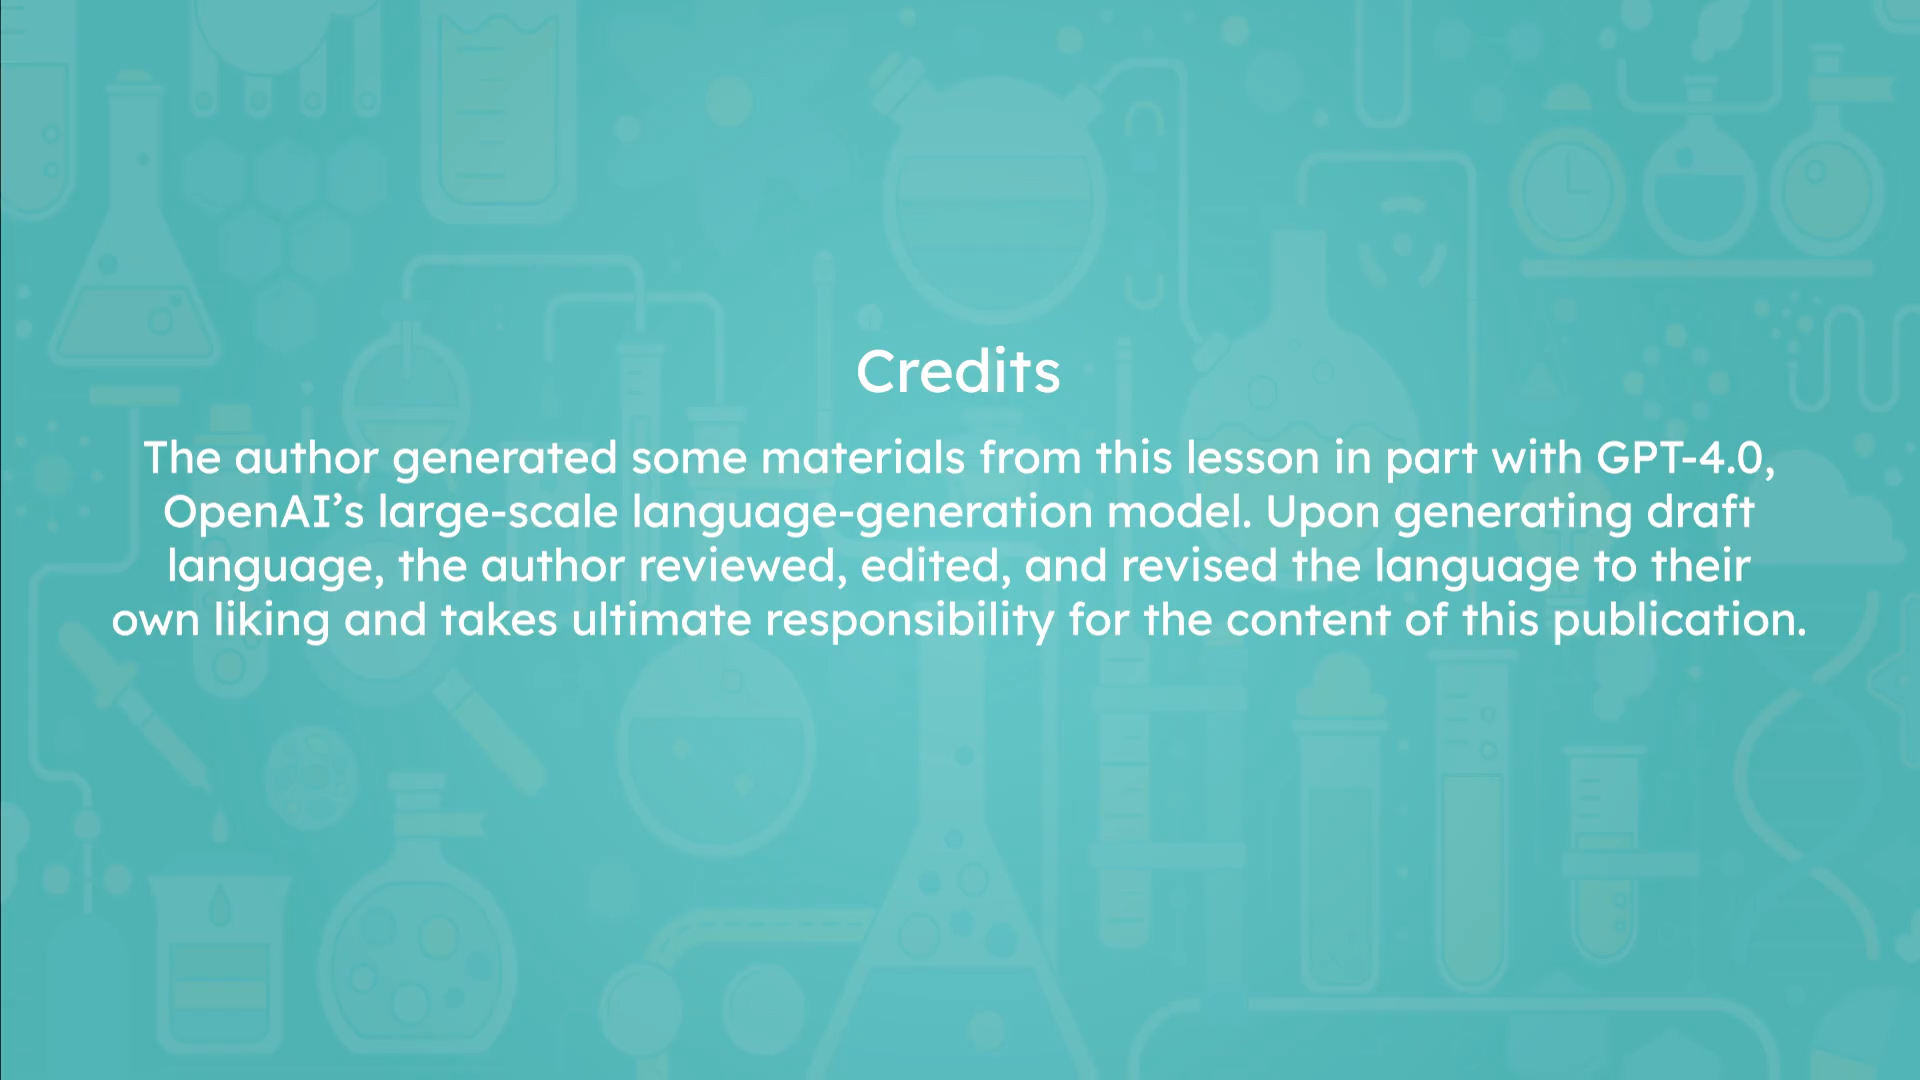 Credits
The author generated some materials from this lesson in part with GPT-4.0,
OpenAI’s large-scale language-generation model. Upon generating draft
language, the author reviewed, edited, and revised the language to their
own liking and takes ultimate responsibility for the content of this publication.